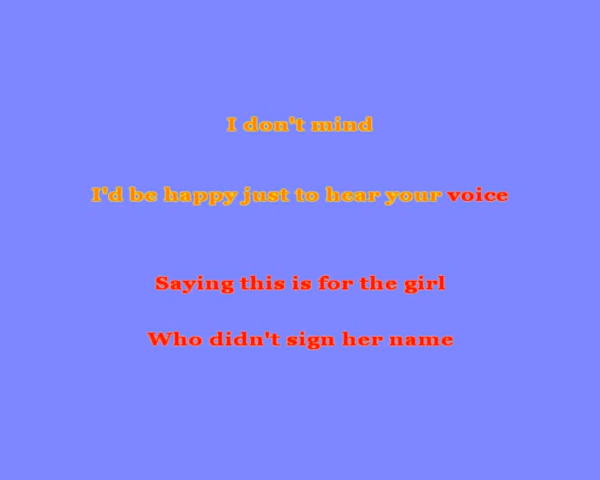 I don't mind
I'd be happy just to hear your voice
Saying this is for the girl
Who didn't sign her name